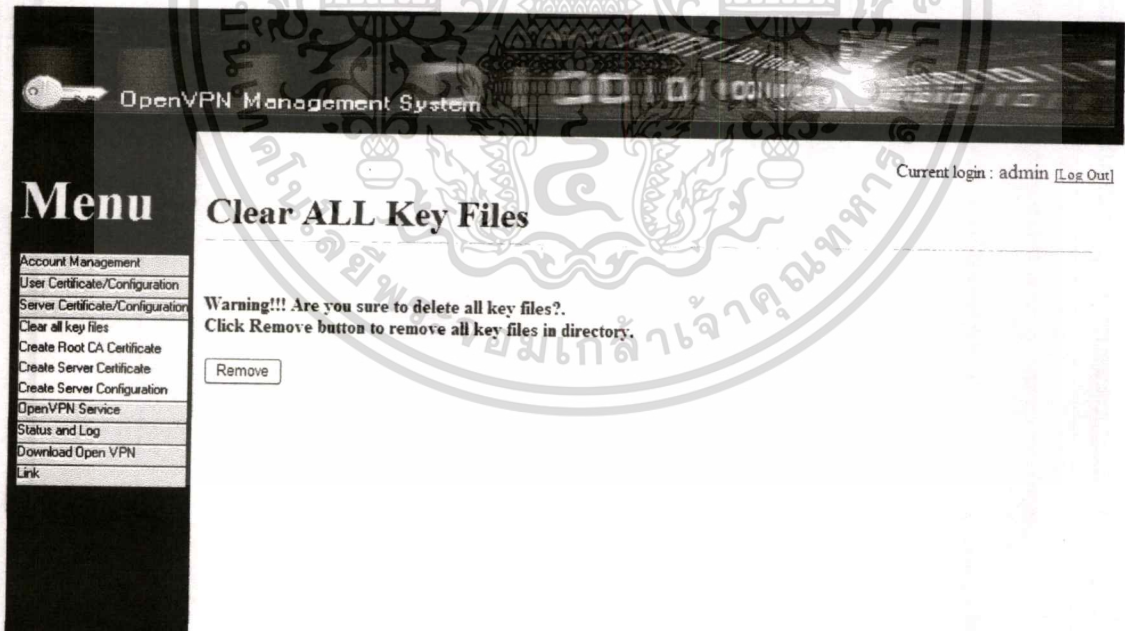 OpenVPN Management System
Current login : admin [Log Out]
Menu
Account Management
User Certificate/Configuration
Server Certificate/Configuration
Clear all key files
Create Root CA Certificate
Create Server Certificate
Create Server Configuration
OpenVPN Service
Status and Log
Download Open VPN
Link
Clear ALL Key Files
Warning!!! Are you sure to delete all key files?.
Click Remove button to remove all key files in directory.
Remove